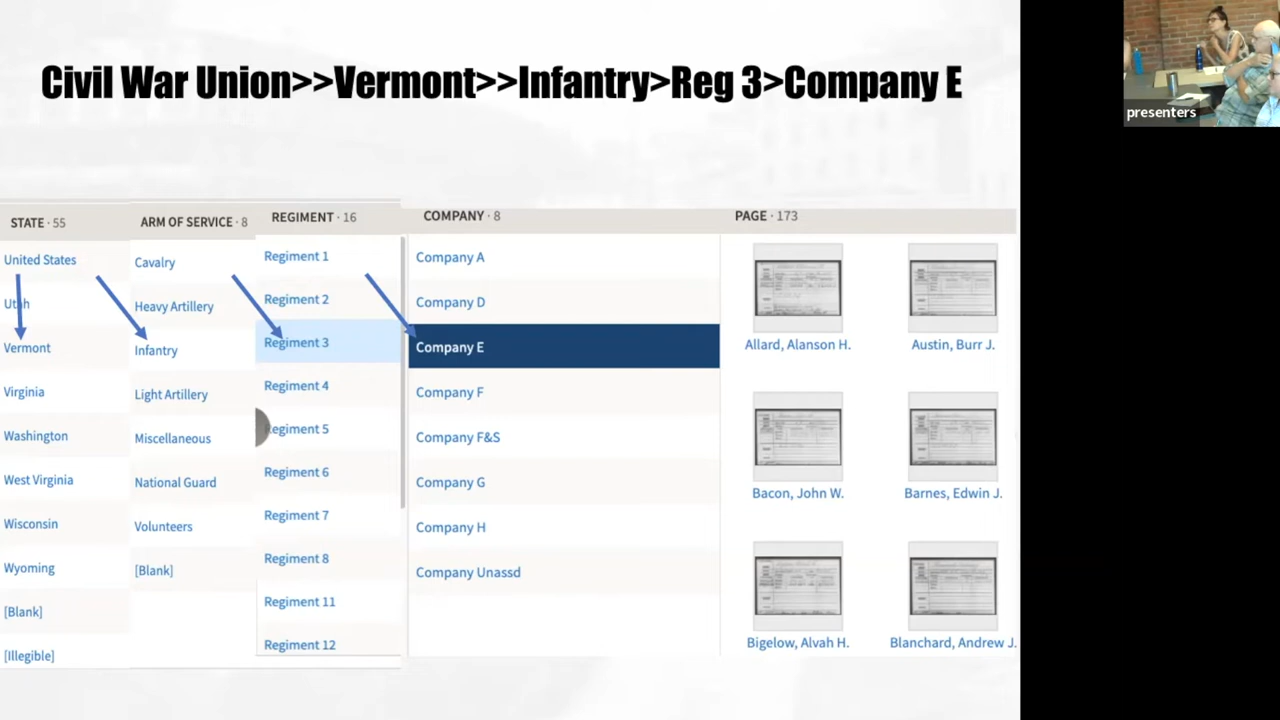 Civil War Union>>Vermont>>Infantry>Reg 3>Company E
presenters
STATE · 55
United States
Utah
Vermont
Virginia
Washington
West Virginia
Wisconsin
Wyoming
[Blank]
[Illegible]
ARM OF SERVICE · 8
Cavalry
Heavy Artillery
Infantry
Light Artillery
Miscellaneous
National Guard
Volunteers
[Blank]
REGIMENT · 16
Regiment 1
Regiment 2
Regiment 3
Regiment 4
Regiment 5
Regiment 6
Regiment 7
Regiment 8
Regiment 11
Regiment 12
COMPANY · 8
Company A
Company D
Company E
Company F
Company F&S
Company G
Company H
Company Unassd
PAGE · 173
Allard, Alanson H.
Austin, Burr J.
Bacon, John W.
Barnes, Edwin J.
Bigelow, Alvah H.
Blanchard, Andrew J.